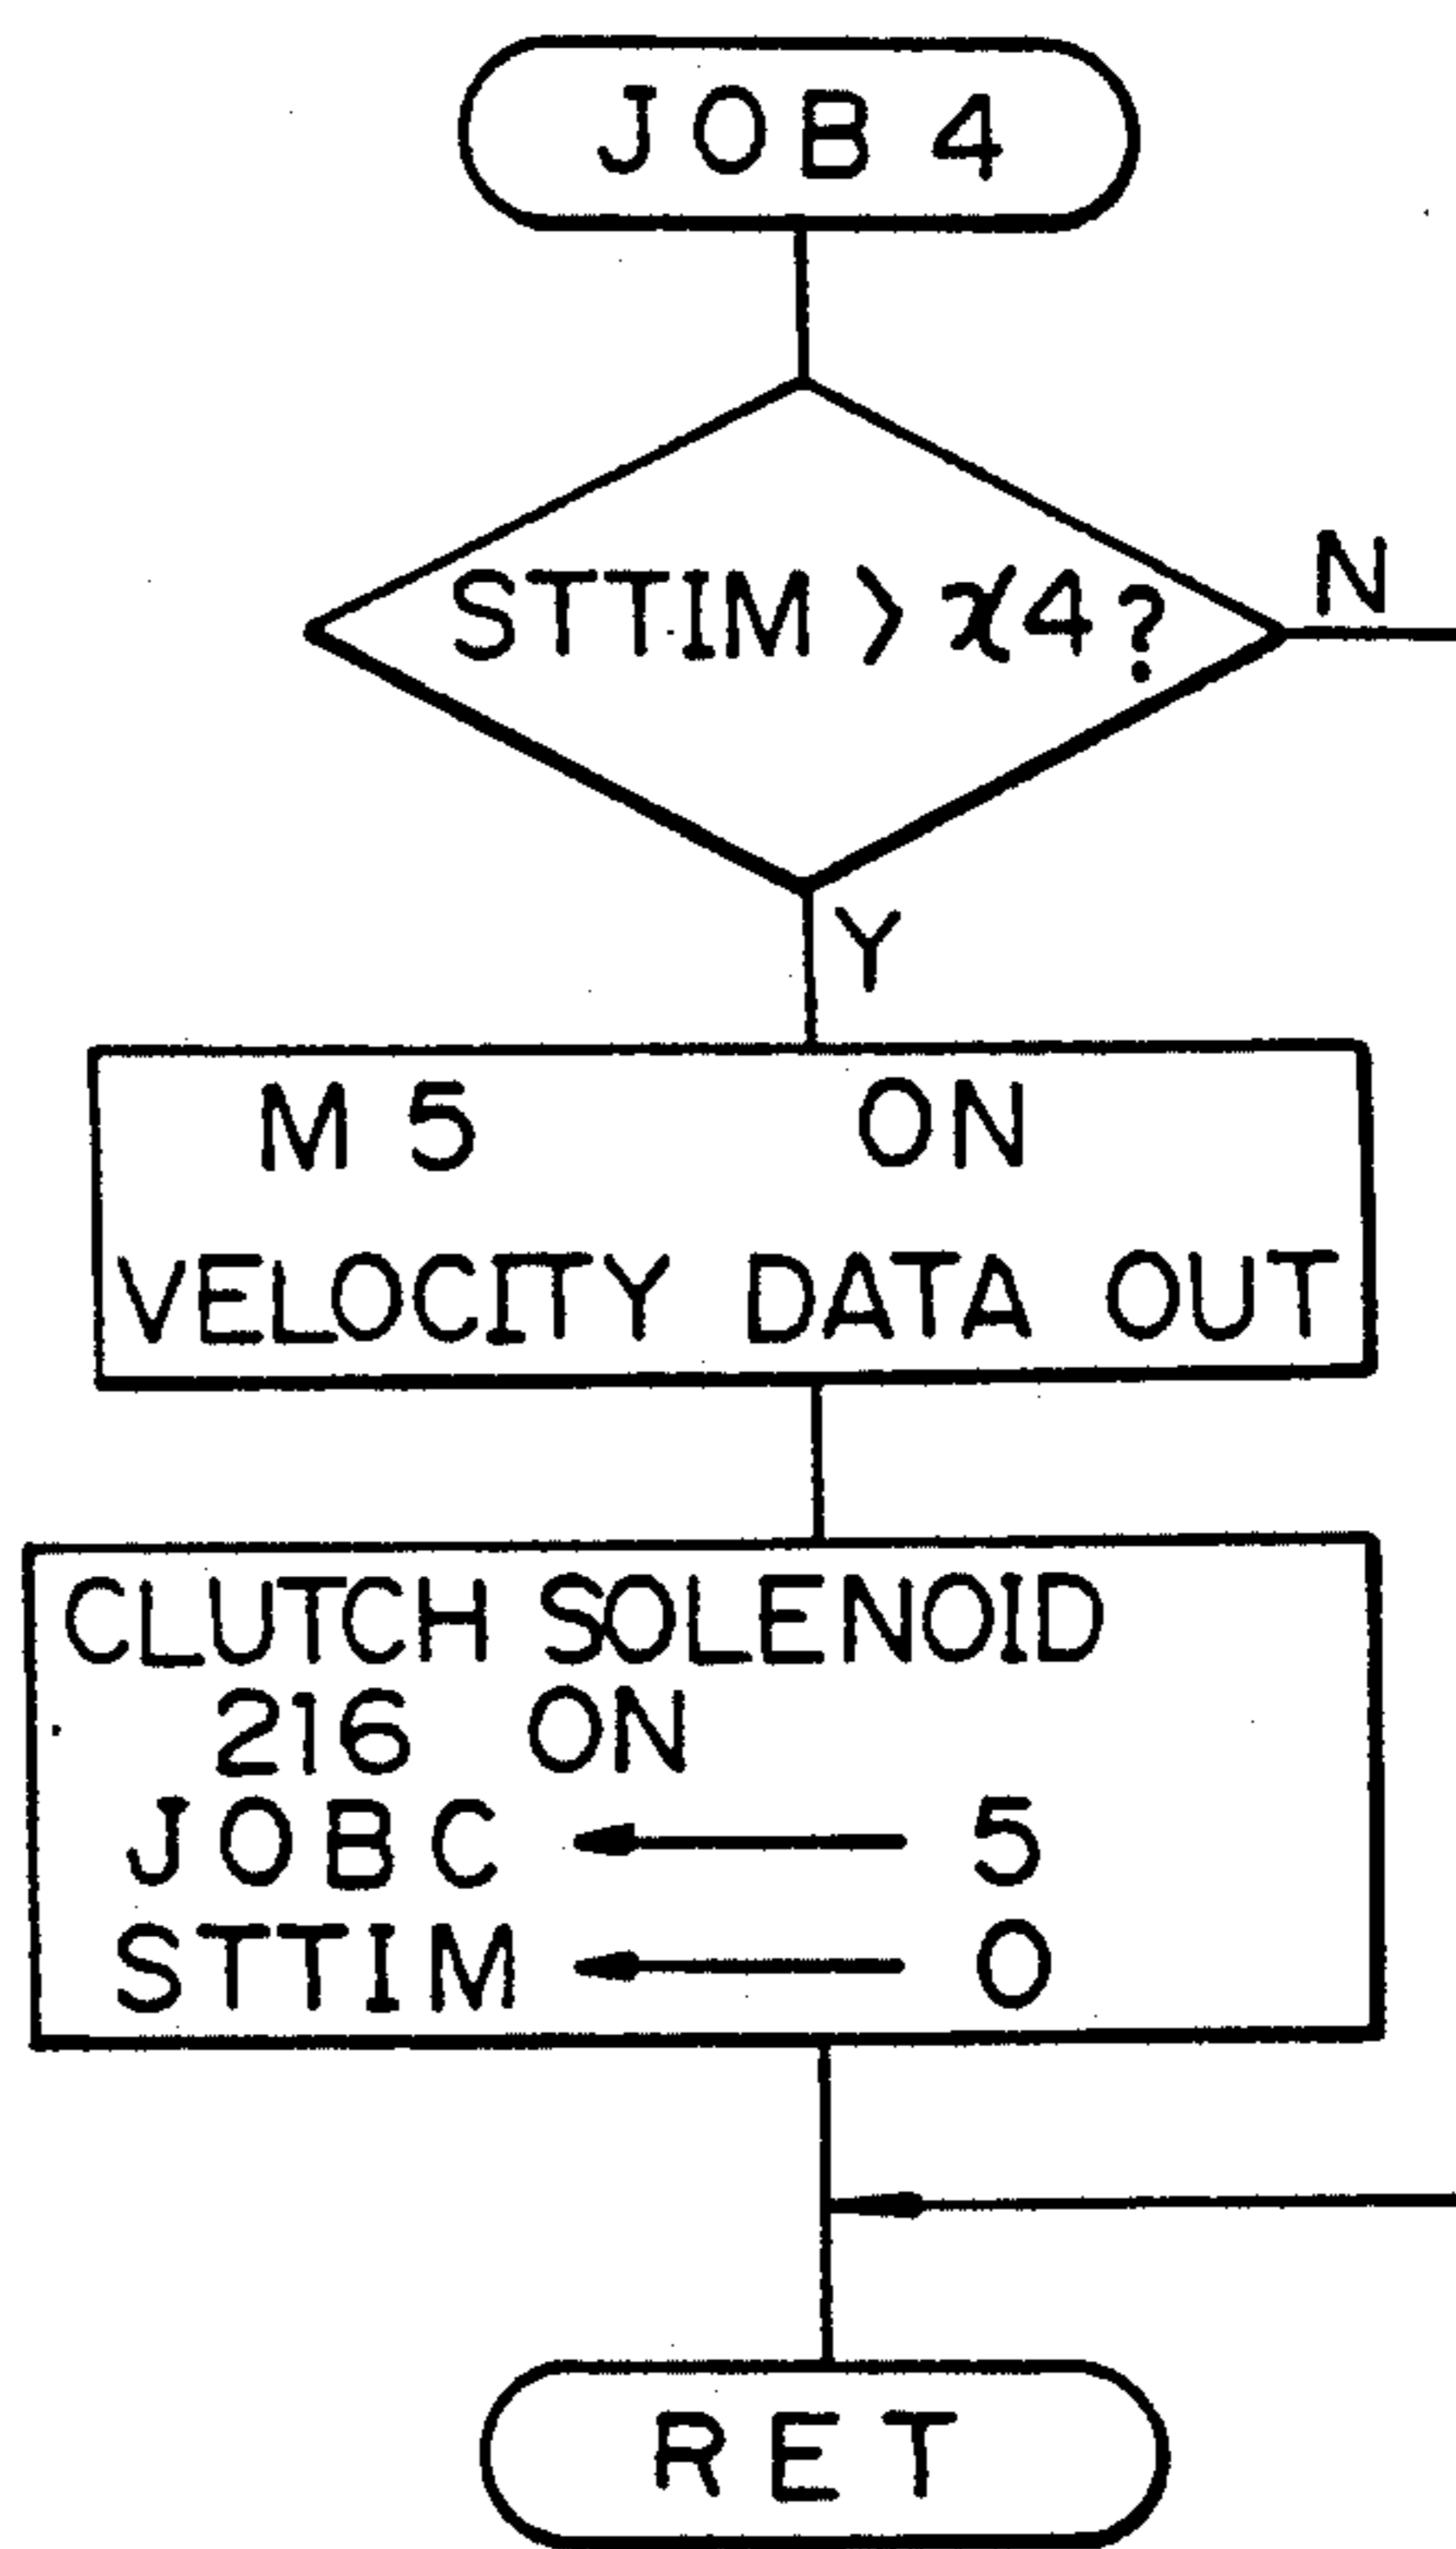 JOB 4
STTIM > x4?
N
Y
M 5 ON
VELOCITY DATA OUT
CLUTCH SOLENOID
216 ON
JOBC ← 5
STTIM ← 0
RET